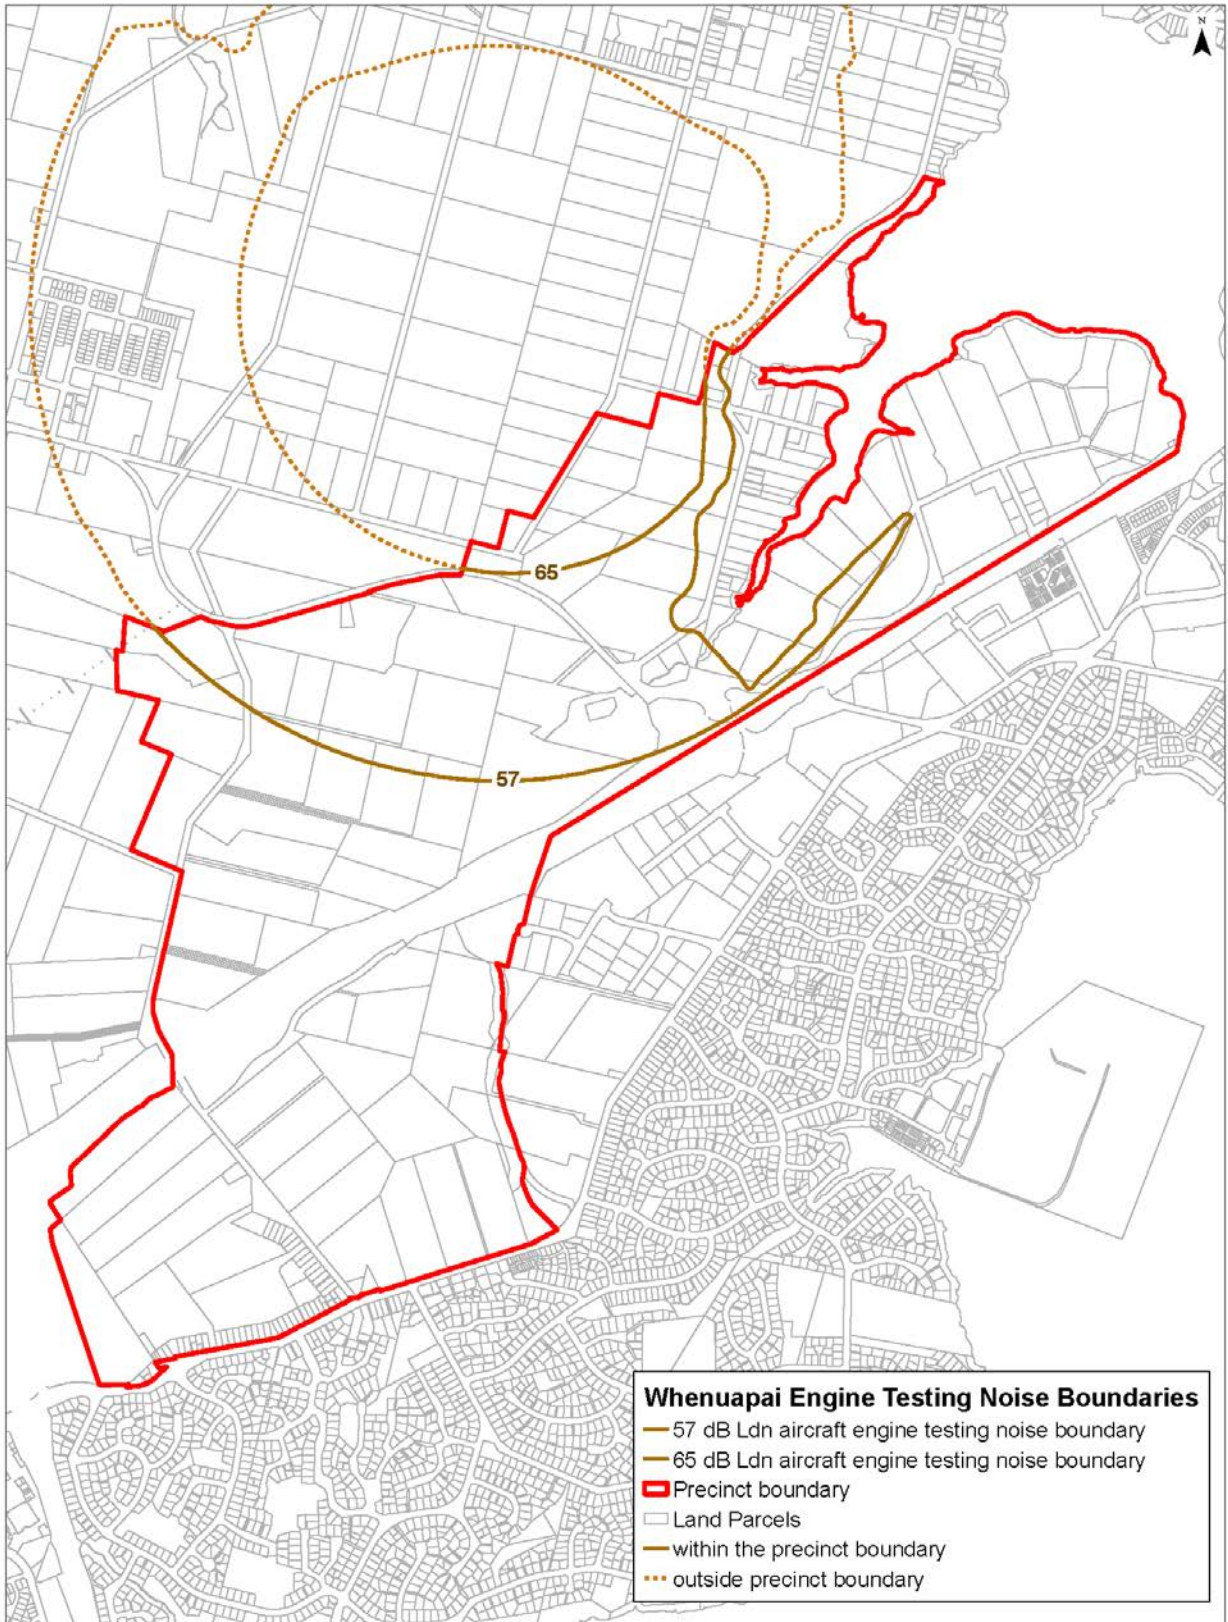 N
65
57
Whenuapai Engine Testing Noise Boundaries
57 dB Ldn aircraft engine testing noise boundary
65 dB Ldn aircraft engine testing noise boundary
Precinct boundary
Land Parcels
within the precinct boundary
outside precinct boundary